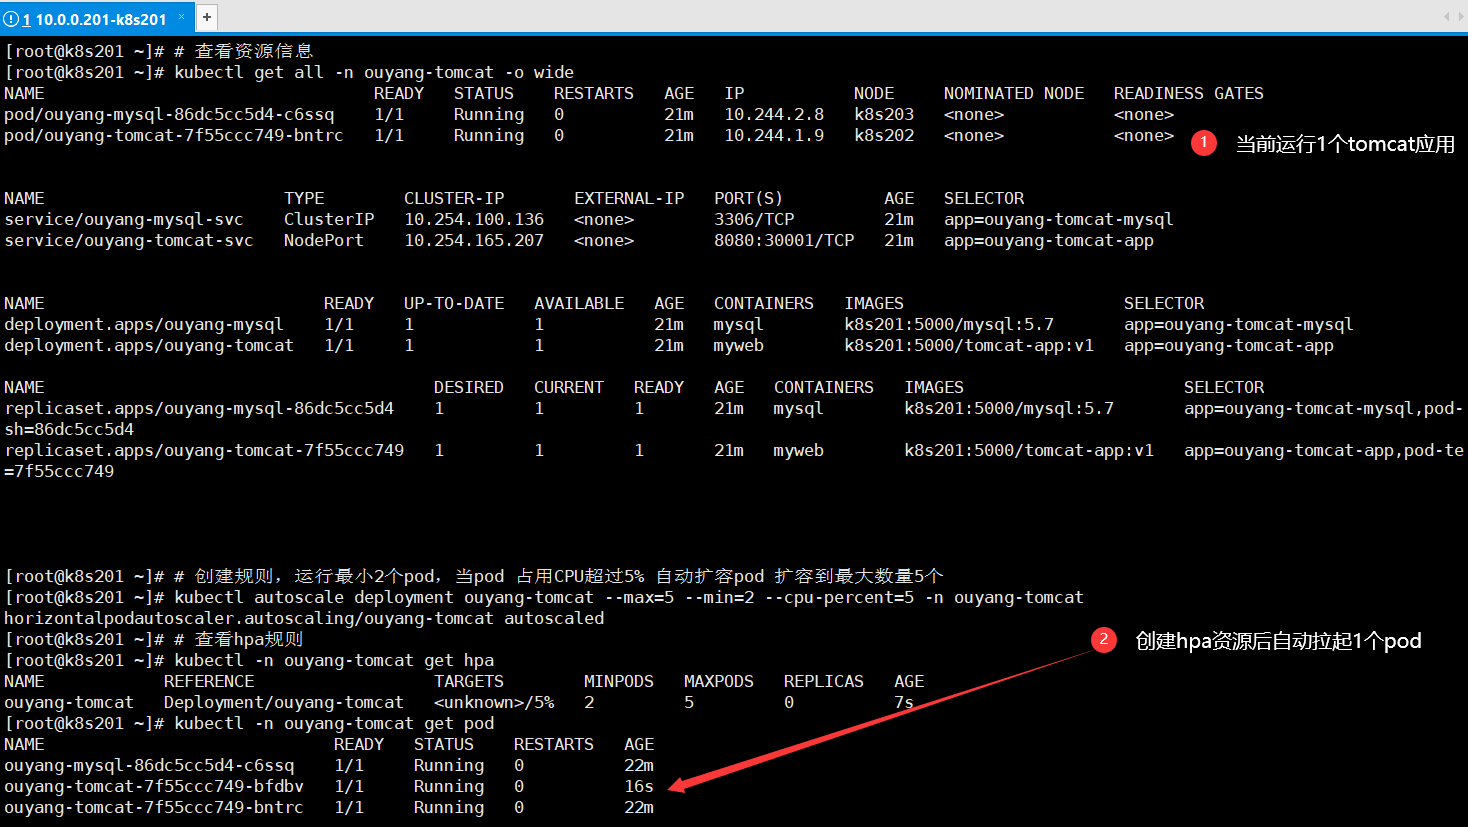 1 10.0.0.201-k8s201 × +
[root@k8s201 ~]# # 查看资源信息
[root@k8s201 ~]# kubectl get all -n ouyang-tomcat -o wide
NAME READY STATUS RESTARTS AGE IP NODE NOMINATED NODE READINESS GATES
pod/ouyang-mysql-86dc5cc5d4-c6ssq 1/1 Running 0 21m 10.244.2.8 k8s203 <none> <none>
pod/ouyang-tomcat-7f55ccc749-bntrc 1/1 Running 0 21m 10.244.1.9 k8s202 <none> <none>
1 当前运行1个tomcat应用
NAME TYPE CLUSTER-IP EXTERNAL-IP PORT(S) AGE SELECTOR
service/ouyang-mysql-svc ClusterIP 10.254.100.136 <none> 3306/TCP 21m app=ouyang-tomcat-mysql
service/ouyang-tomcat-svc NodePort 10.254.165.207 <none> 8080:30001/TCP 21m app=ouyang-tomcat-app
NAME READY UP-TO-DATE AVAILABLE AGE CONTAINERS IMAGES SELECTOR
deployment.apps/ouyang-mysql 1/1 1 1 21m mysql k8s201:5000/mysql:5.7 app=ouyang-tomcat-mysql
deployment.apps/ouyang-tomcat 1/1 1 1 21m myweb k8s201:5000/tomcat-app:v1 app=ouyang-tomcat-app
NAME DESIRED CURRENT READY AGE CONTAINERS IMAGES SELECTOR
replicaset.apps/ouyang-mysql-86dc5cc5d4 1 1 1 21m mysql k8s201:5000/mysql:5.7 app=ouyang-tomcat-mysql,pod-
sh=86dc5cc5d4
replicaset.apps/ouyang-tomcat-7f55ccc749 1 1 1 21m myweb k8s201:5000/tomcat-app:v1 app=ouyang-tomcat-app,pod-te
=7f55ccc749
[root@k8s201 ~]# # 创建规则，运行最小2个pod，当pod 占用CPU超过5% 自动扩容pod 扩容到最大数量5个
[root@k8s201 ~]# kubectl autoscale deployment ouyang-tomcat --max=5 --min=2 --cpu-percent=5 -n ouyang-tomcat
horizontalpodautoscaler.autoscaling/ouyang-tomcat autoscaled
[root@k8s201 ~]# # 查看hpa规则
2 创建hpa资源后自动拉起1个pod
[root@k8s201 ~]# kubectl -n ouyang-tomcat get hpa
NAME REFERENCE TARGETS MINPODS MAXPODS REPLICAS AGE
ouyang-tomcat Deployment/ouyang-tomcat <unknown>/5% 2 5 0 7s
[root@k8s201 ~]# kubectl -n ouyang-tomcat get pod
NAME READY STATUS RESTARTS AGE
ouyang-mysql-86dc5cc5d4-c6ssq 1/1 Running 0 22m
ouyang-tomcat-7f55ccc749-bfdbv 1/1 Running 0 16s
ouyang-tomcat-7f55ccc749-bntrc 1/1 Running 0 22m